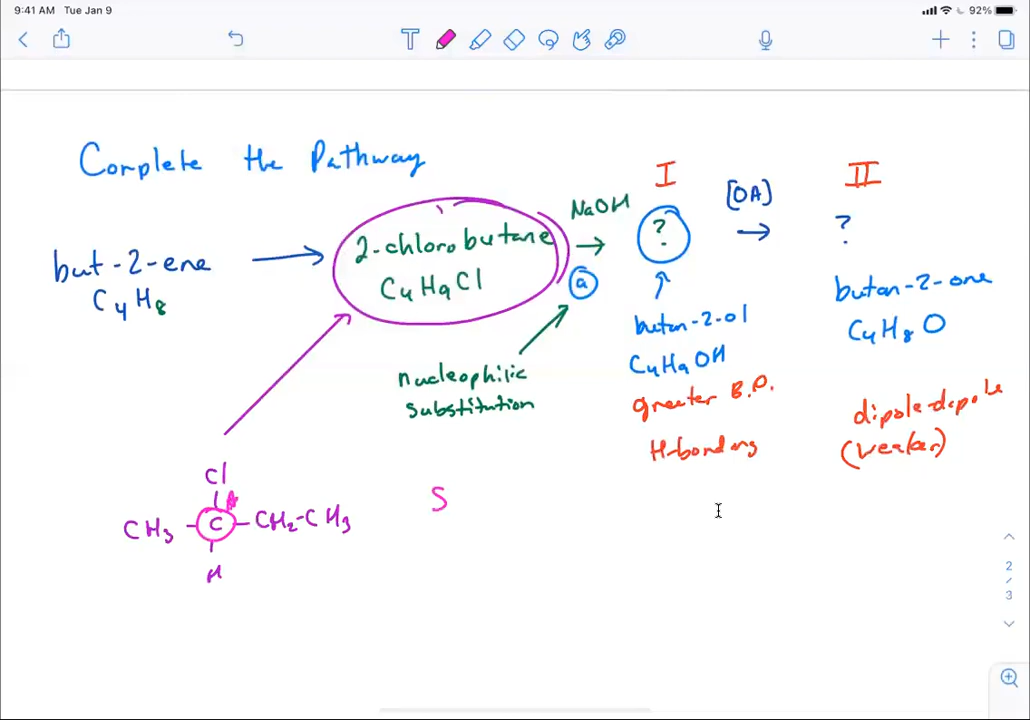 9:41 AM Tue Jan 9
92%
T
Complete the Pathway
I
II
NaOH
[OA]
but-2-ene
C4H8
2-chlorobutane
C4H9Cl
a
?
?
butan-2-ol
C4H9OH
greater B.P.
H-bonding
butan-2-one
C4H8O
dipole-dipole
(weaker)
nucleophilic
substitution
Cl
*
CH3 - C - CH2-CH3
H
S
2
/
3